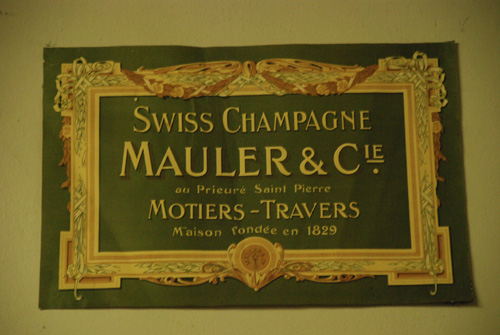 SWISS CHAMPAGNE
MAULER & CIE.
au Prieuré Saint Pierre
MOTIERS-TRAVERS
Maison fondée en 1829